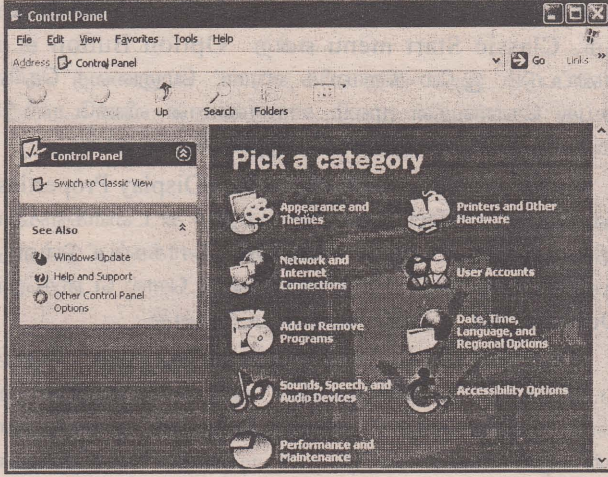 Control Panel
File Edit View Favorites Tools Help
Address Control Panel Go Links »
Up Search Folders
Control Panel
Switch to Classic View
See Also
Windows Update
Help and Support
Other Control Panel
Options
Pick a category
Appearance and
Themes
Printers and Other
Hardware
Network and
Internet
Connections
User Accounts
Add or Remove
Programs
Date, Time,
Language, and
Regional Options
Sounds, Speech, and
Audio Devices
Accessibility Options
Performance and
Maintenance